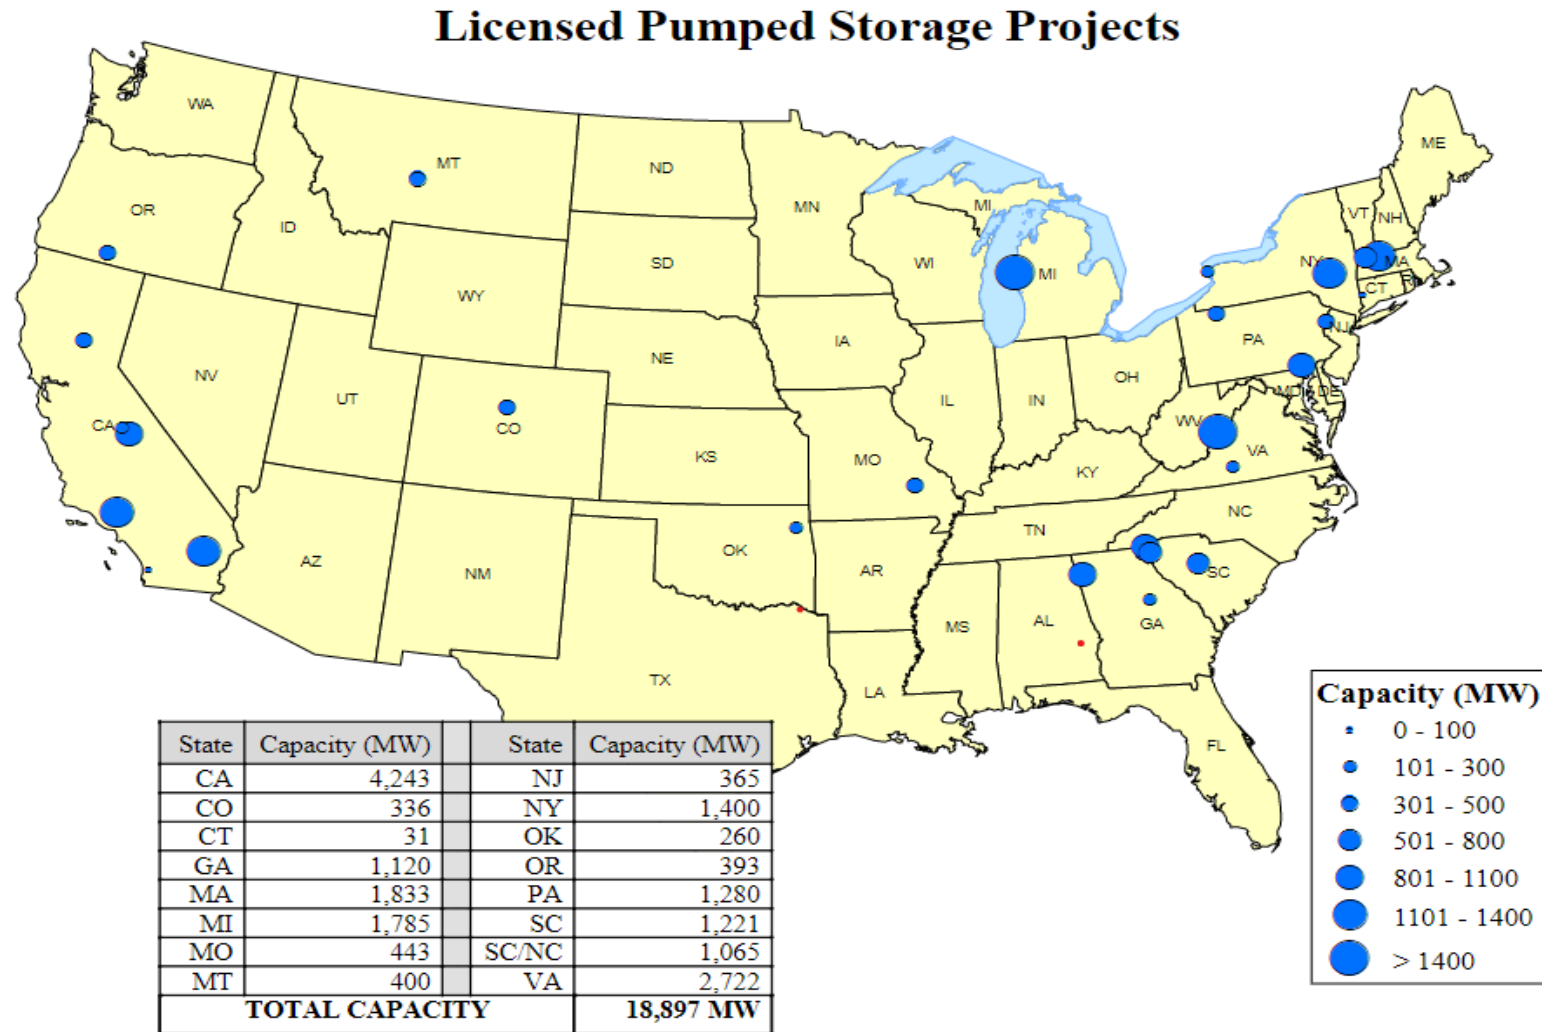 Licensed Pumped Storage Projects
WA
MT
ND
MN
ME
OR
ID
SD
WI
MI
MI
VT
NH
NY
MA
CT
R
WY
NE
IA
PA
NJ
NV
UT
CO
IL
IN
OH
MD
DE
CA
KS
MO
KY
WV
VA
AZ
NM
OK
AR
TN
NC
SC
TX
LA
MS
AL
GA
FL
State Capacity (MW) State Capacity (MW)
CA 4,243 NJ 365
CO 336 NY 1,400
CT 31 OK 260
GA 1,120 OR 393
MA 1,833 PA 1,280
MI 1,785 SC 1,221
MO 443 SC/NC 1,065
MT 400 VA 2,722
TOTAL CAPACITY 18,897 MW
Capacity (MW)
0 - 100
101 - 300
301 - 500
501 - 800
801 - 1100
1101 - 1400
> 1400